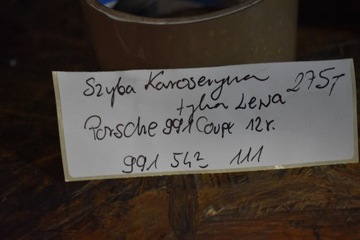 Szyba Karoseryjna 275T
tylna Lewa
Porsche 991 Coupe 12r.
991 542 111